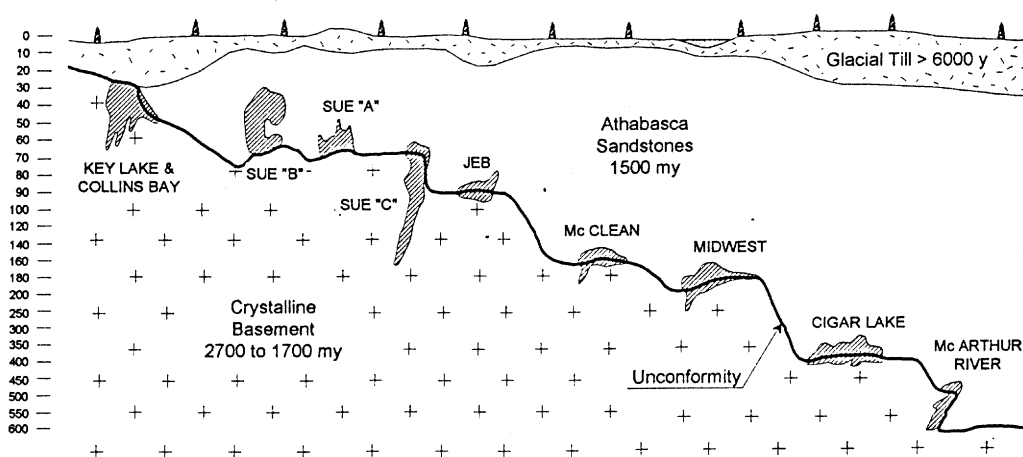 0
10
20
30
40
50
60
70
80
90
100
120
140
160
180
200
250
300
350
400
450
500
550
600
Glacial Till > 6000 y
SUE "A"
Athabasca
Sandstones
1500 my
KEY LAKE &
COLLINS BAY
SUE "B"
JEB
SUE "C"
Mc CLEAN
MIDWEST
Crystalline
Basement
2700 to 1700 my
CIGAR LAKE
Mc ARTHUR
RIVER
Unconformity